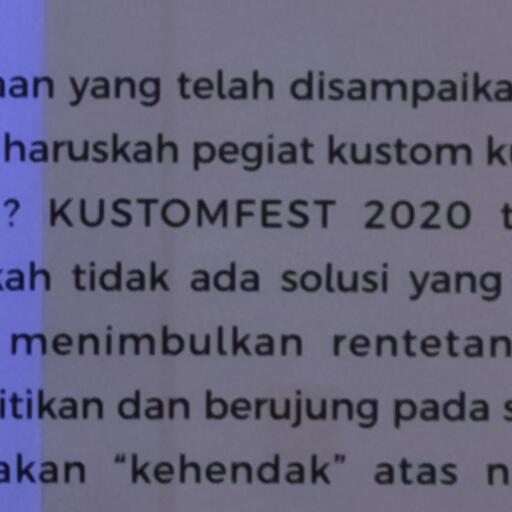 aan yang telah disampaika
haruskah pegiat kustom k
? KUSTOMFEST 2020 t
kah tidak ada solusi yang
menimbulkan rentetan
itikan dan berujung pada s
akan “kehendak” atas n